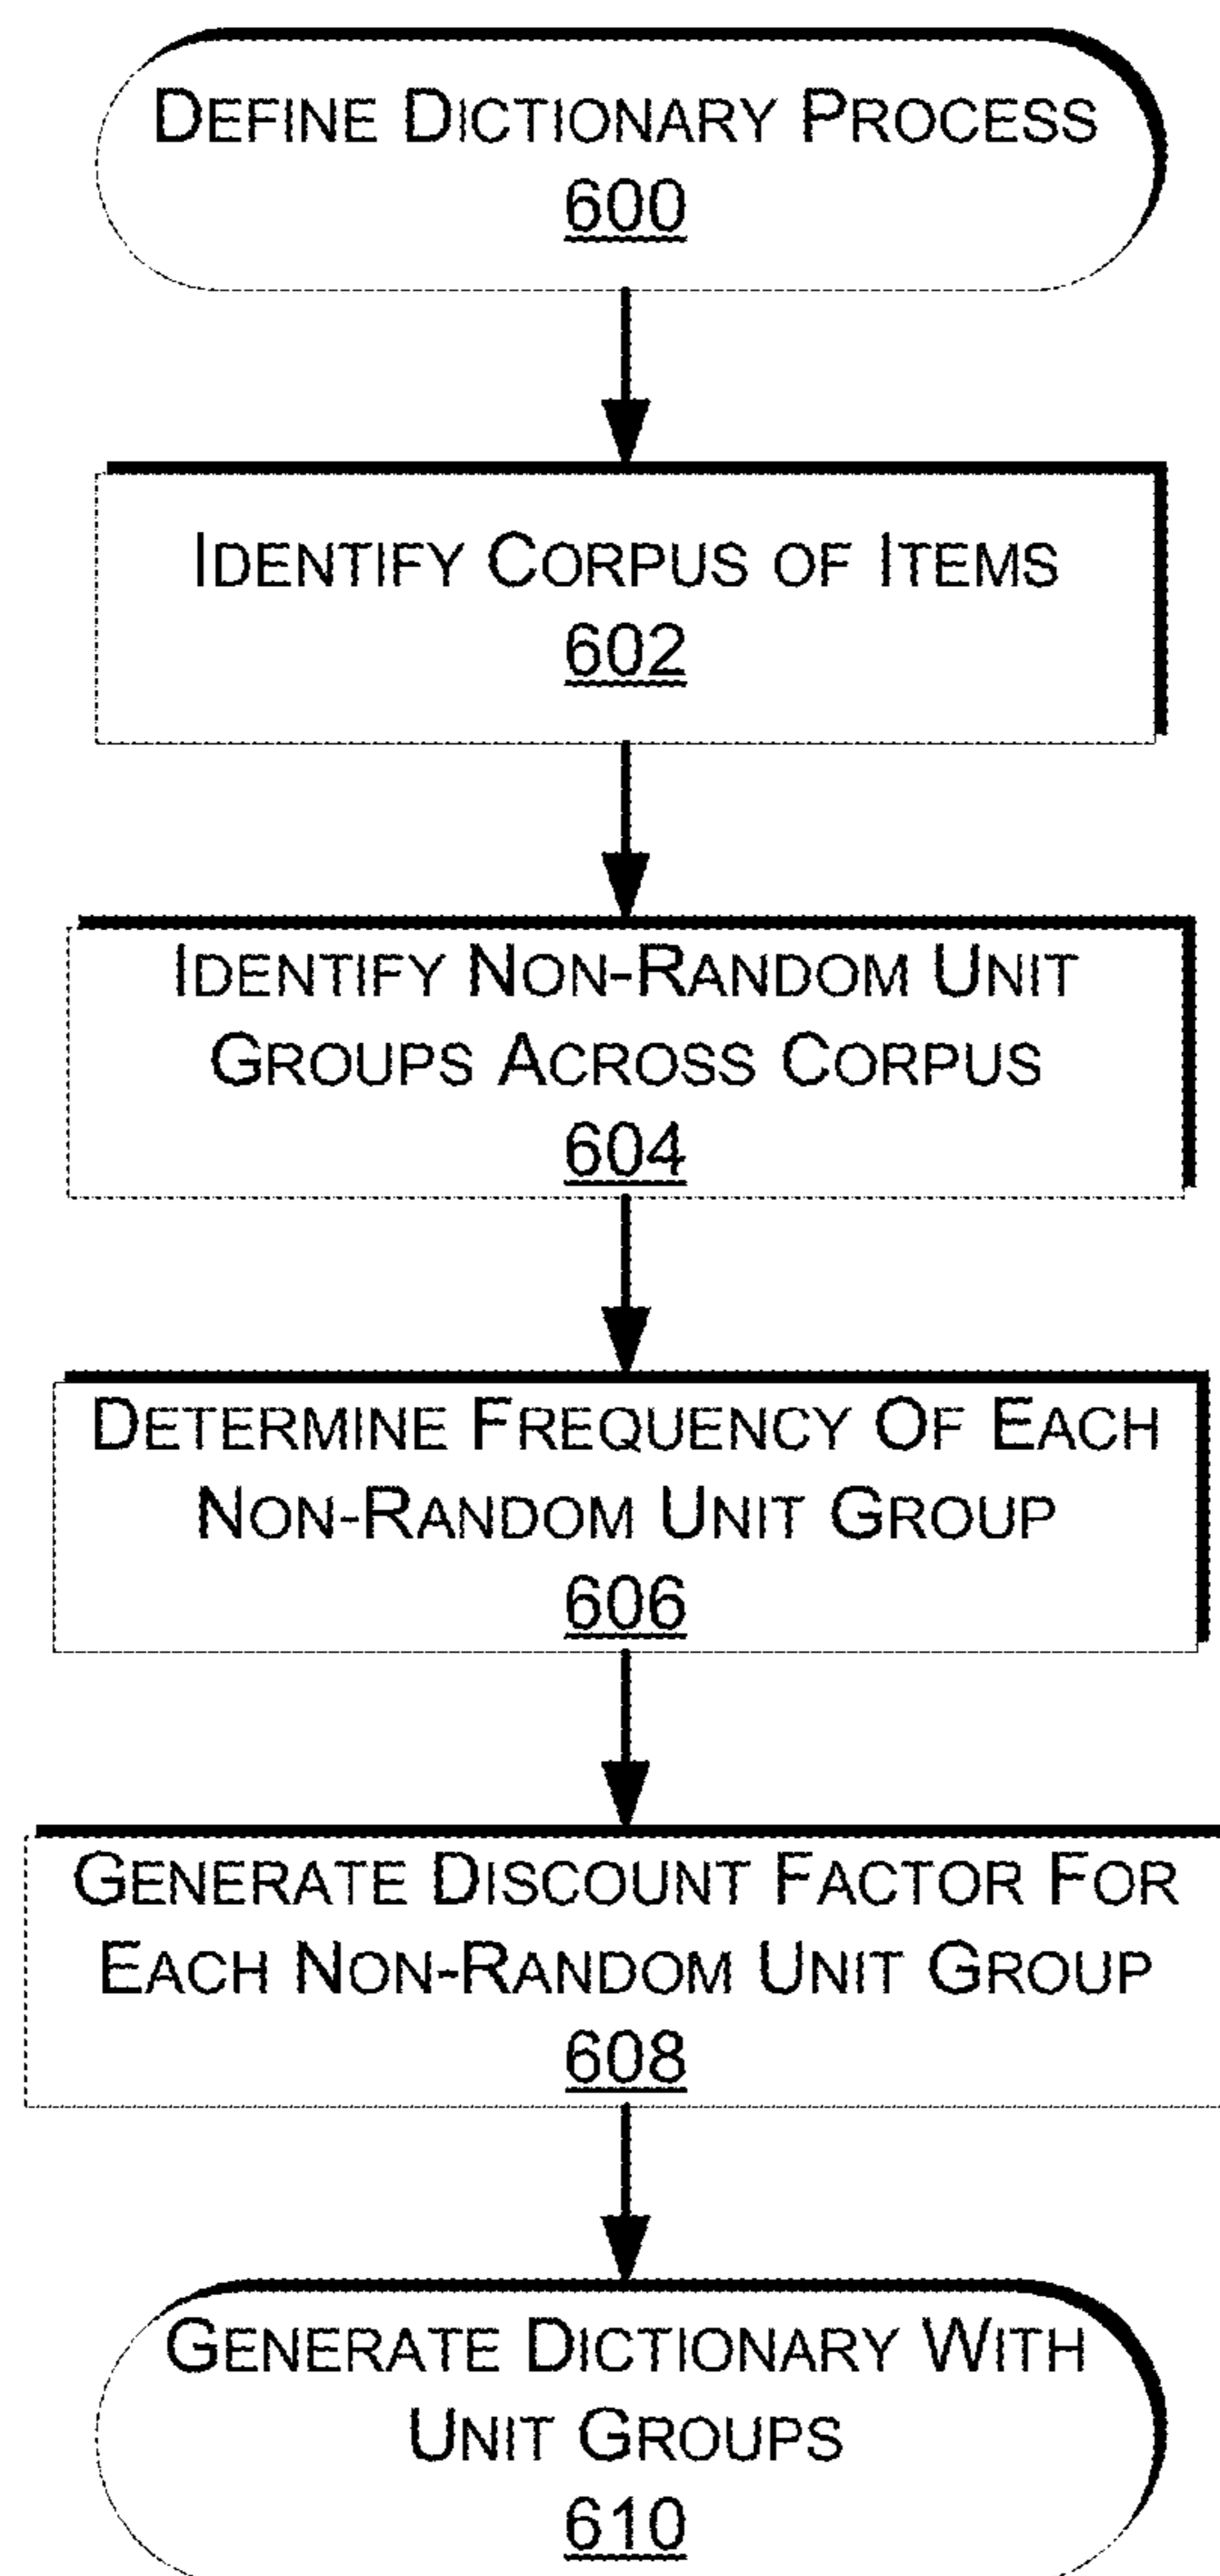 DEFINE DICTIONARY PROCESS
600
IDENTIFY CORPUS OF ITEMS
602
IDENTIFY NON-RANDOM UNIT
GROUPS ACROSS CORPUS
604
DETERMINE FREQUENCY OF EACH
NON-RANDOM UNIT GROUP
606
GENERATE DISCOUNT FACTOR FOR
EACH NON-RANDOM UNIT GROUP
608
GENERATE DICTIONARY WITH
UNIT GROUPS
610